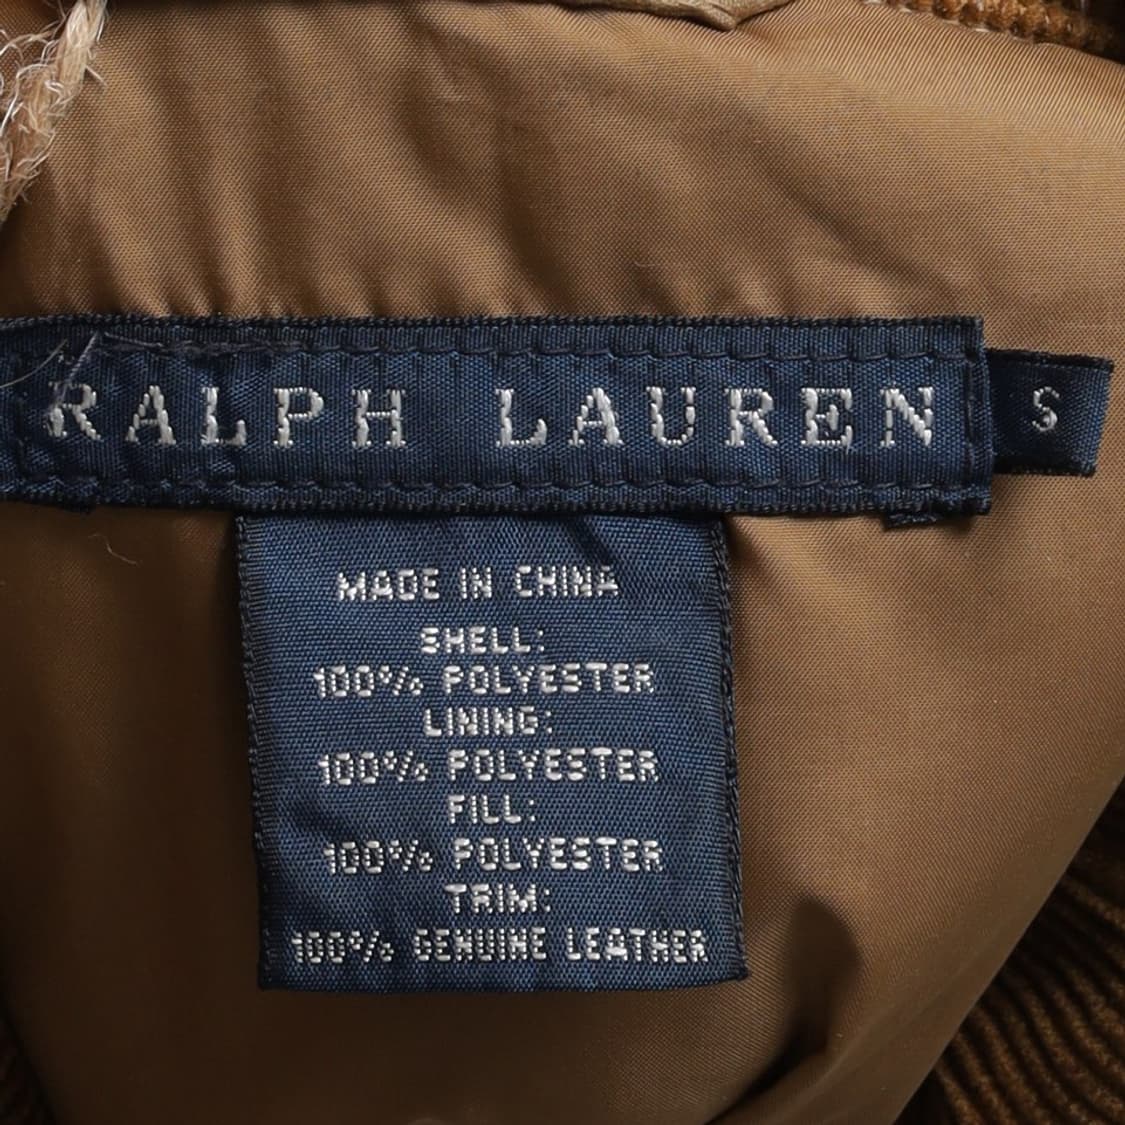 RALPH LAUREN
S
MADE IN CHINA
SHELL:
100% POLYESTER
LINING:
100% POLYESTER
FILL:
100% POLYESTER
TRIM:
100% GENUINE LEATHER